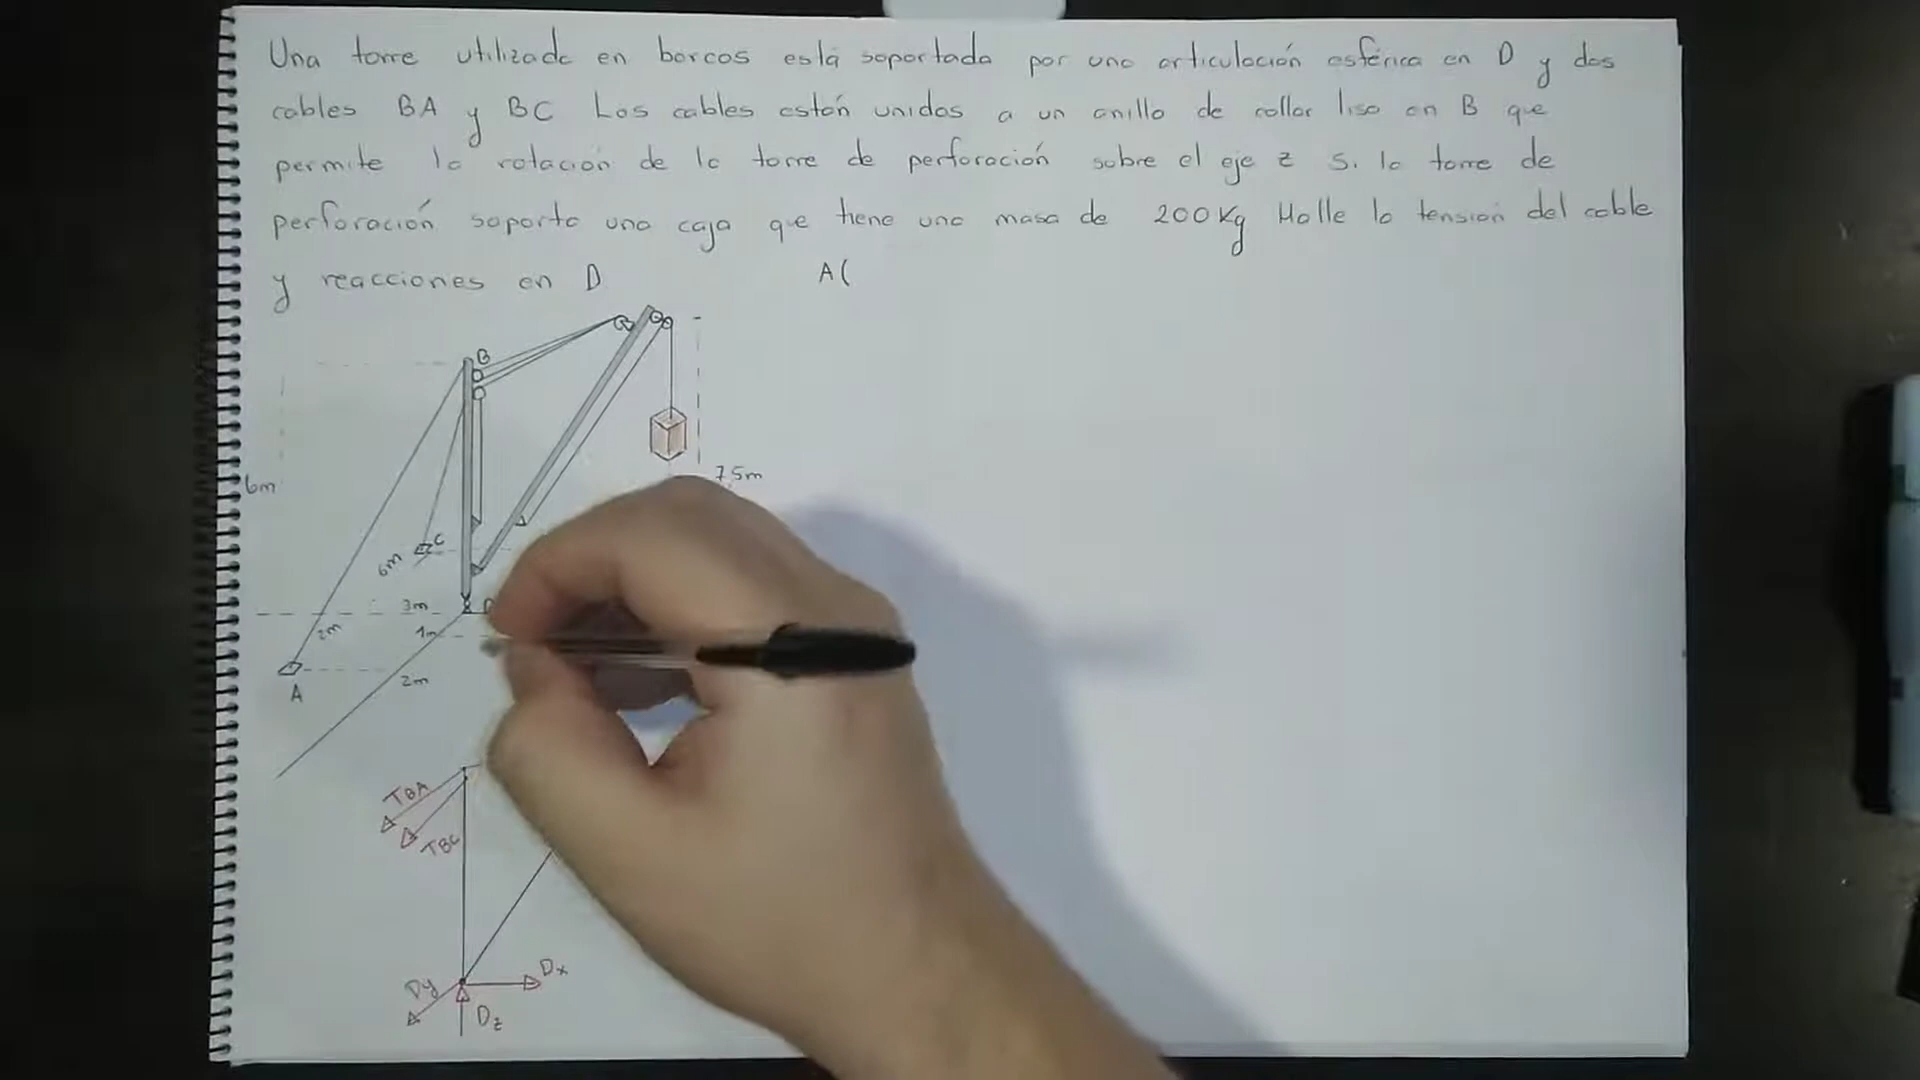 Una torre utilizada en barcos está soportada por una articulación esférica en D y dos
cables BA y BC Los cables están unidos a un anillo de collar liso en B que
permite la rotación de la torre de perforación sobre el eje z Si la torre de
perforación soporta una caja que tiene una masa de 200Kg Halle la tensión del cable
y reacciones en D
A(
B
6m
7.5m
C
6m
3m
2m
1m
A
2m
TBA
TBC
Dx
Dy
Dz